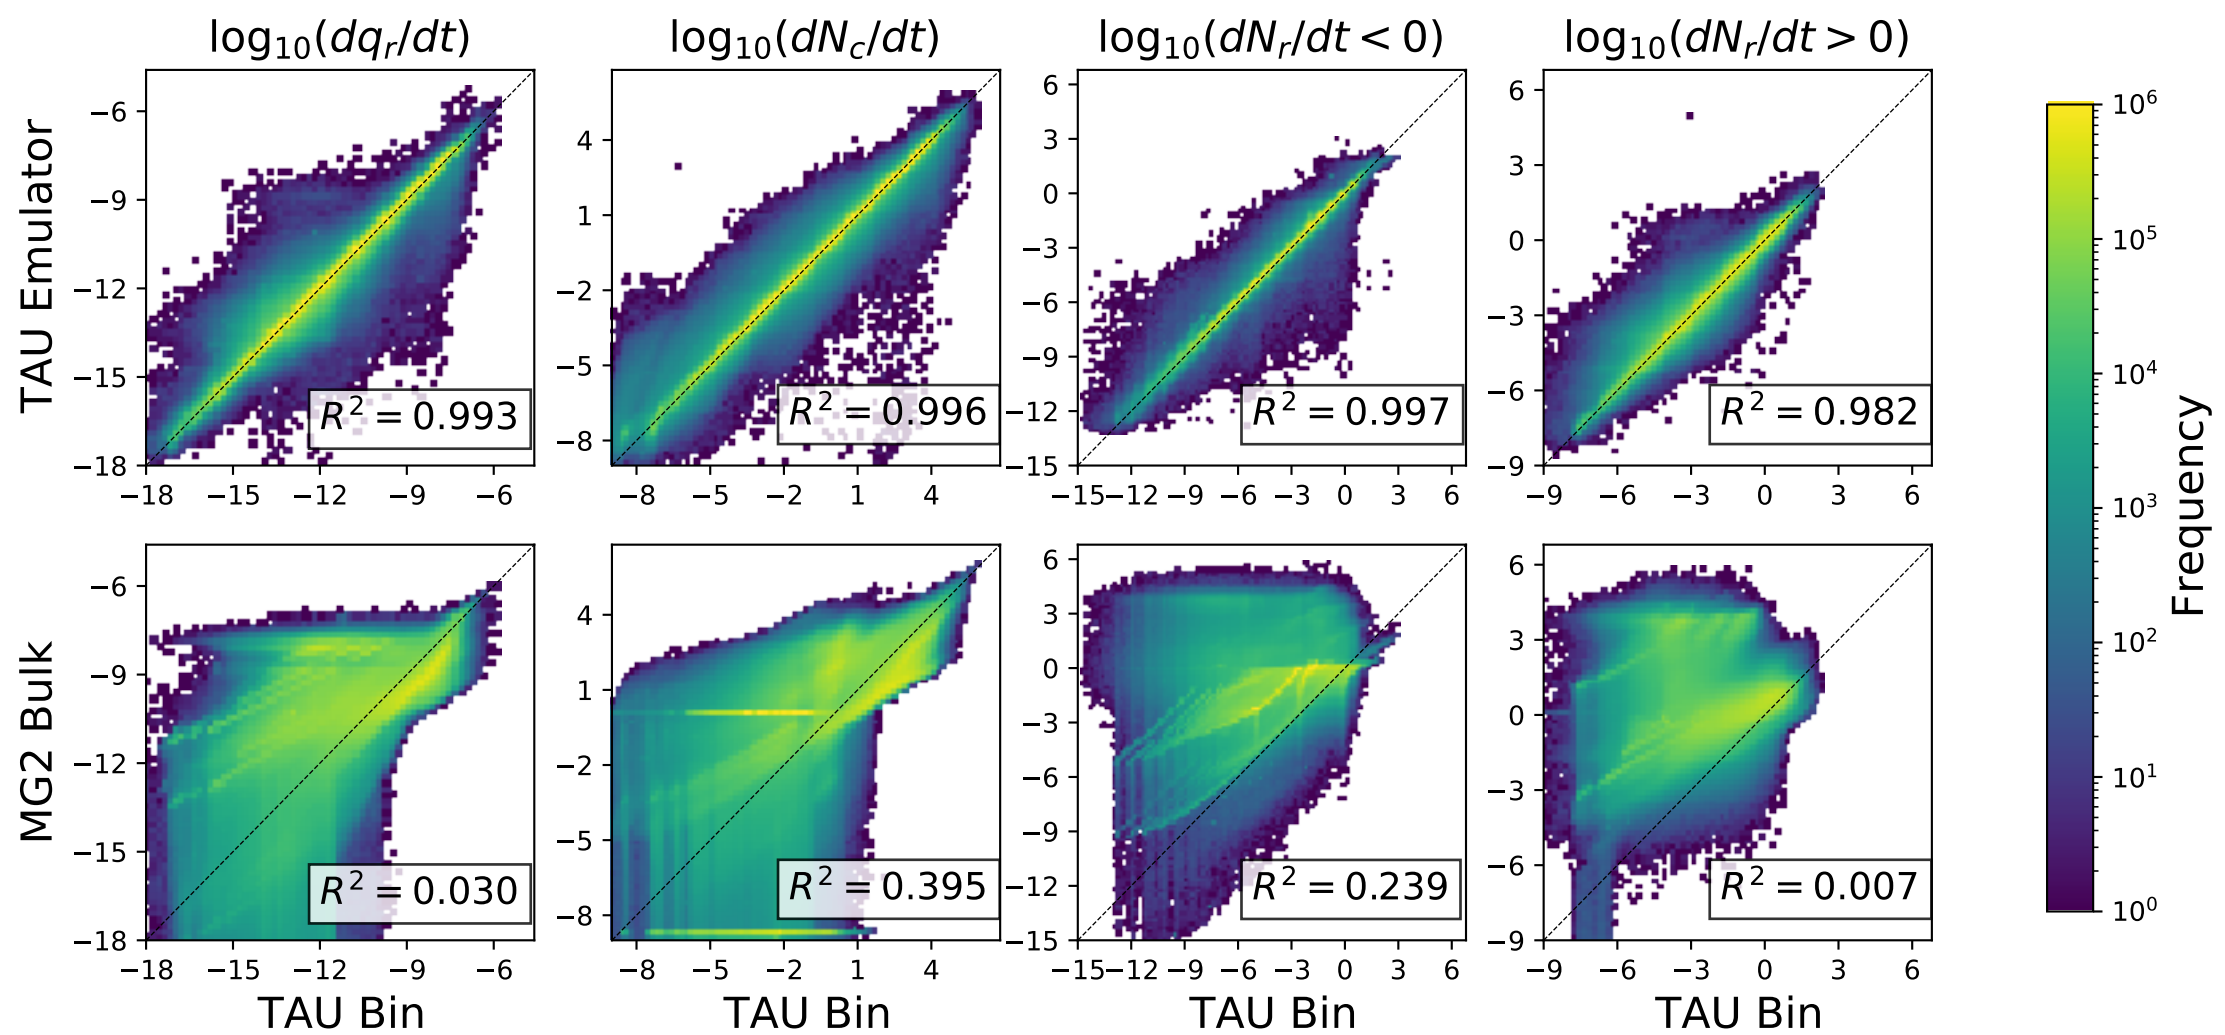 log₁₀(dqᵣ/dt) log₁₀(dN_c/dt) log₁₀(dNᵣ/dt < 0) log₁₀(dNᵣ/dt > 0)
TAU Emulator
−6
−9
−12
−15
−18
−18 −15 −12 −9 −6
R² = 0.993
4
1
−2
−5
−8
−8 −5 −2 1 4
R² = 0.996
6
3
0
−3
−6
−9
−12
−15
−15 −12 −9 −6 −3 0 3 6
R² = 0.997
6
3
0
−3
−6
−9
−9 −6 −3 0 3 6
R² = 0.982
MG2 Bulk
−6
−9
−12
−15
−18
−18 −15 −12 −9 −6
R² = 0.030
TAU Bin
4
1
−2
−5
−8
−8 −5 −2 1 4
R² = 0.395
TAU Bin
6
3
0
−3
−6
−9
−12
−15
−15 −12 −9 −6 −3 0 3 6
R² = 0.239
TAU Bin
6
3
0
−3
−6
−9
−9 −6 −3 0 3 6
R² = 0.007
TAU Bin
10⁶
10⁵
10⁴
10³
10²
10¹
10⁰
Frequency